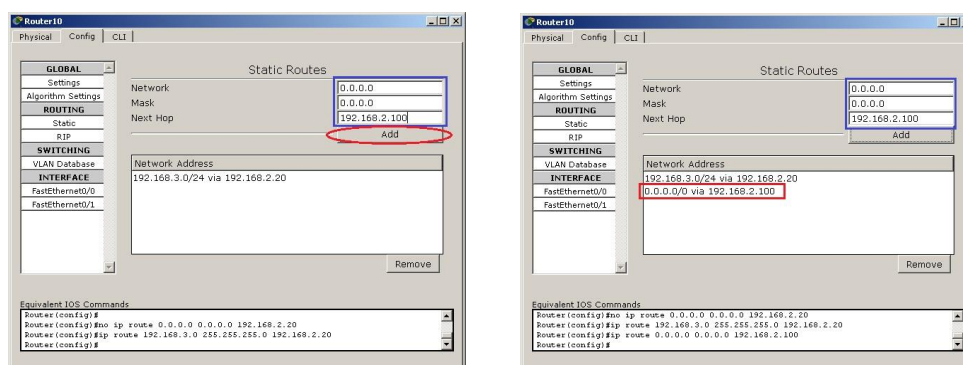 Router10
Physical Config CLI
GLOBAL
Settings
Algorithm Settings
ROUTING
Static
RIP
SWITCHING
VLAN Database
INTERFACE
FastEthernet0/0
FastEthernet0/1
Static Routes
Network 0.0.0.0
Mask 0.0.0.0
Next Hop 192.168.2.100
Add
Network Address
192.168.3.0/24 via 192.168.2.20
Remove
Equivalent IOS Commands
Router(config)#
Router(config)#no ip route 0.0.0.0 0.0.0.0 192.168.2.20
Router(config)#ip route 192.168.3.0 255.255.255.0 192.168.2.20
Router(config)#
Router10
Physical Config CLI
GLOBAL
Settings
Algorithm Settings
ROUTING
Static
RIP
SWITCHING
VLAN Database
INTERFACE
FastEthernet0/0
FastEthernet0/1
Static Routes
Network 0.0.0.0
Mask 0.0.0.0
Next Hop 192.168.2.100
Add
Network Address
192.168.3.0/24 via 192.168.2.20
0.0.0.0/0 via 192.168.2.100
Remove
Equivalent IOS Commands
Router(config)#no ip route 0.0.0.0 0.0.0.0 192.168.2.20
Router(config)#ip route 192.168.3.0 255.255.255.0 192.168.2.20
Router(config)#ip route 0.0.0.0 0.0.0.0 192.168.2.100
Router(config)#